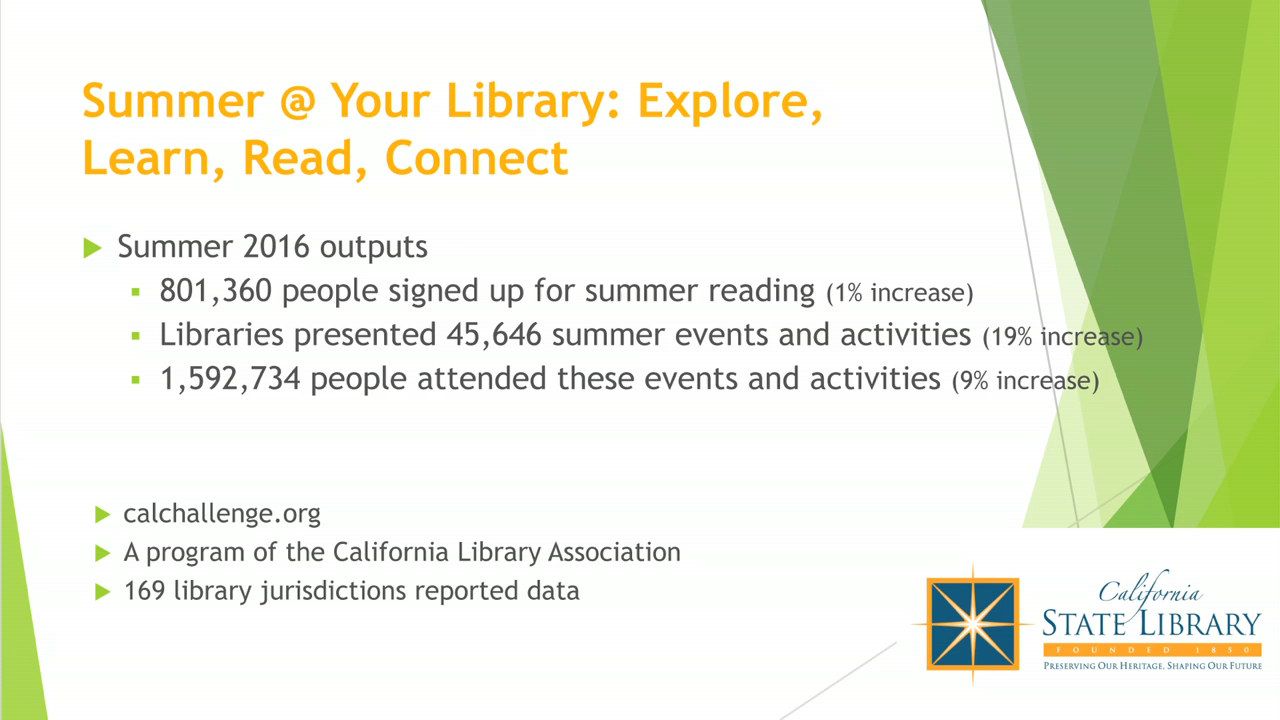 Summer @ Your Library: Explore,
Learn, Read, Connect
Summer 2016 outputs
801,360 people signed up for summer reading (1% increase)
Libraries presented 45,646 summer events and activities (19% increase)
1,592,734 people attended these events and activities (9% increase)
calchallenge.org
A program of the California Library Association
169 library jurisdictions reported data
California
STATE LIBRARY
FOUNDED 1850
PRESERVING OUR HERITAGE, SHAPING OUR FUTURE